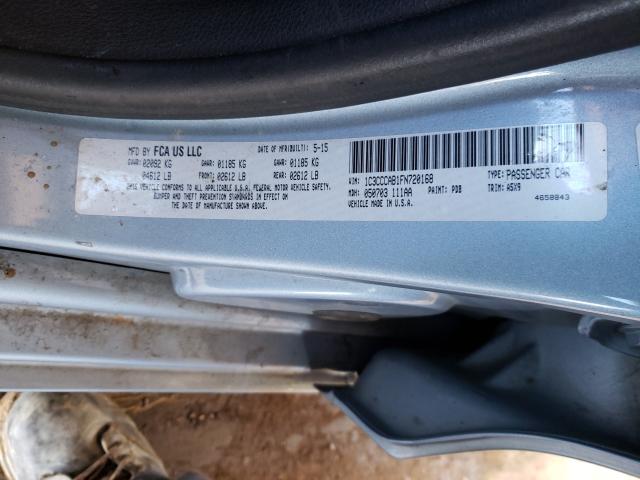 MFD BY FCA US LLC DATE OF MFR(BUILT): 5-15
GVWR: 02092 KG GAWR: 01185 KG GAWR: 01185 KG
04612 LB FRONT: 02612 LB REAR: 02612 LB
THIS VEHICLE CONFORMS TO ALL APPLICABLE U.S.A. FEDERAL MOTOR VEHICLE SAFETY,
BUMPER AND THEFT PREVENTION STANDARDS IN EFFECT ON
THE DATE OF MANUFACTURE SHOWN ABOVE.
VIN: 1C3CCCAB1FN720168 TYPE: PASSENGER CAR
MDH: 050703 111AA PAINT: PDB TRIM: A5X9
VEHICLE MADE IN U.S.A. 4658843